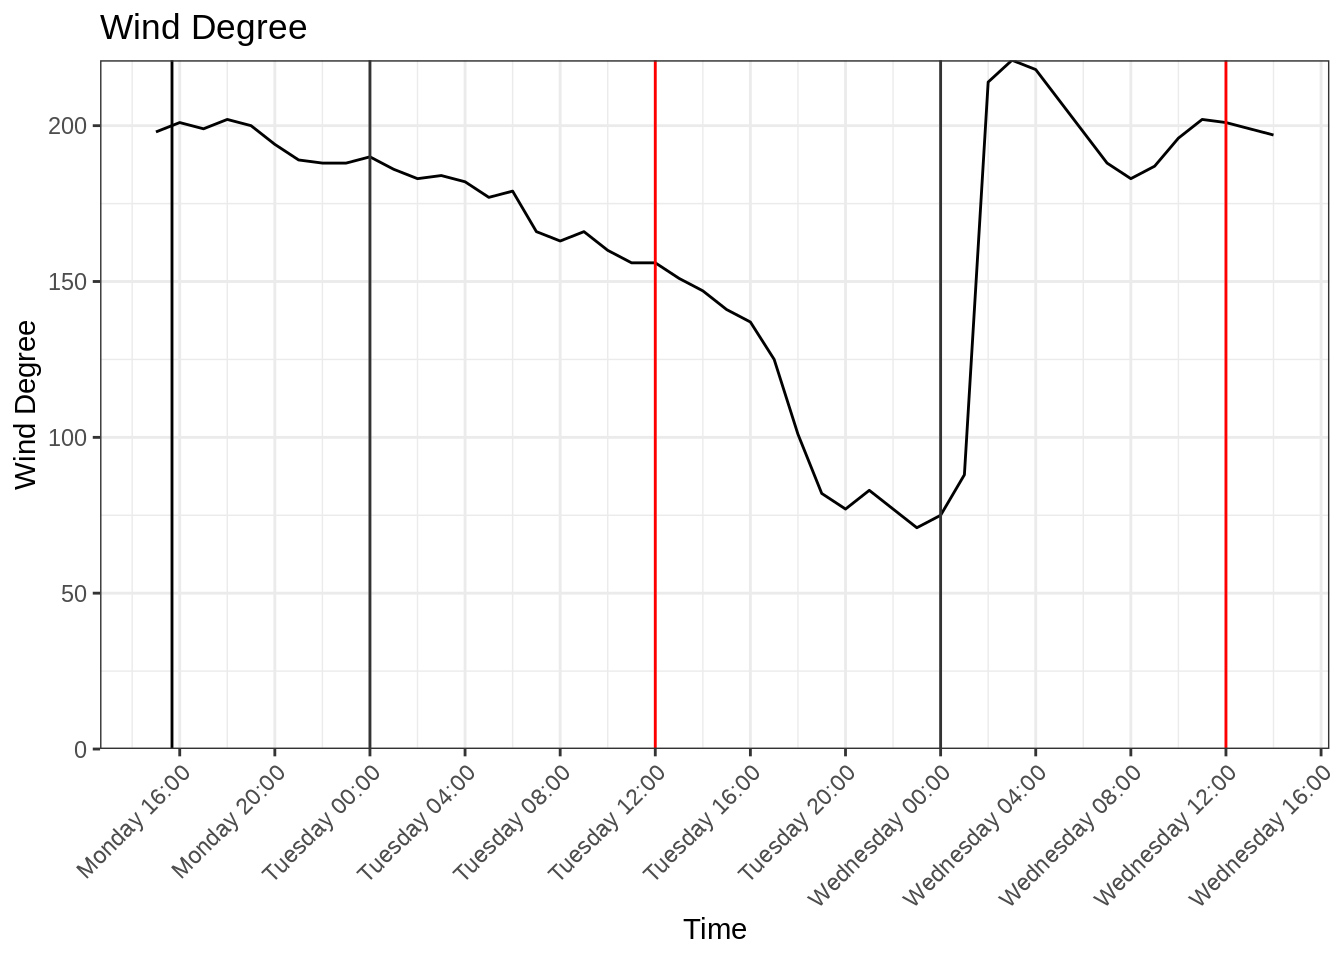 Wind Degree
Wind Degree
200
150
100
50
0
Monday 16:00
Monday 20:00
Tuesday 00:00
Tuesday 04:00
Tuesday 08:00
Tuesday 12:00
Tuesday 16:00
Tuesday 20:00
Wednesday 00:00
Wednesday 04:00
Wednesday 08:00
Wednesday 12:00
Wednesday 16:00
Time